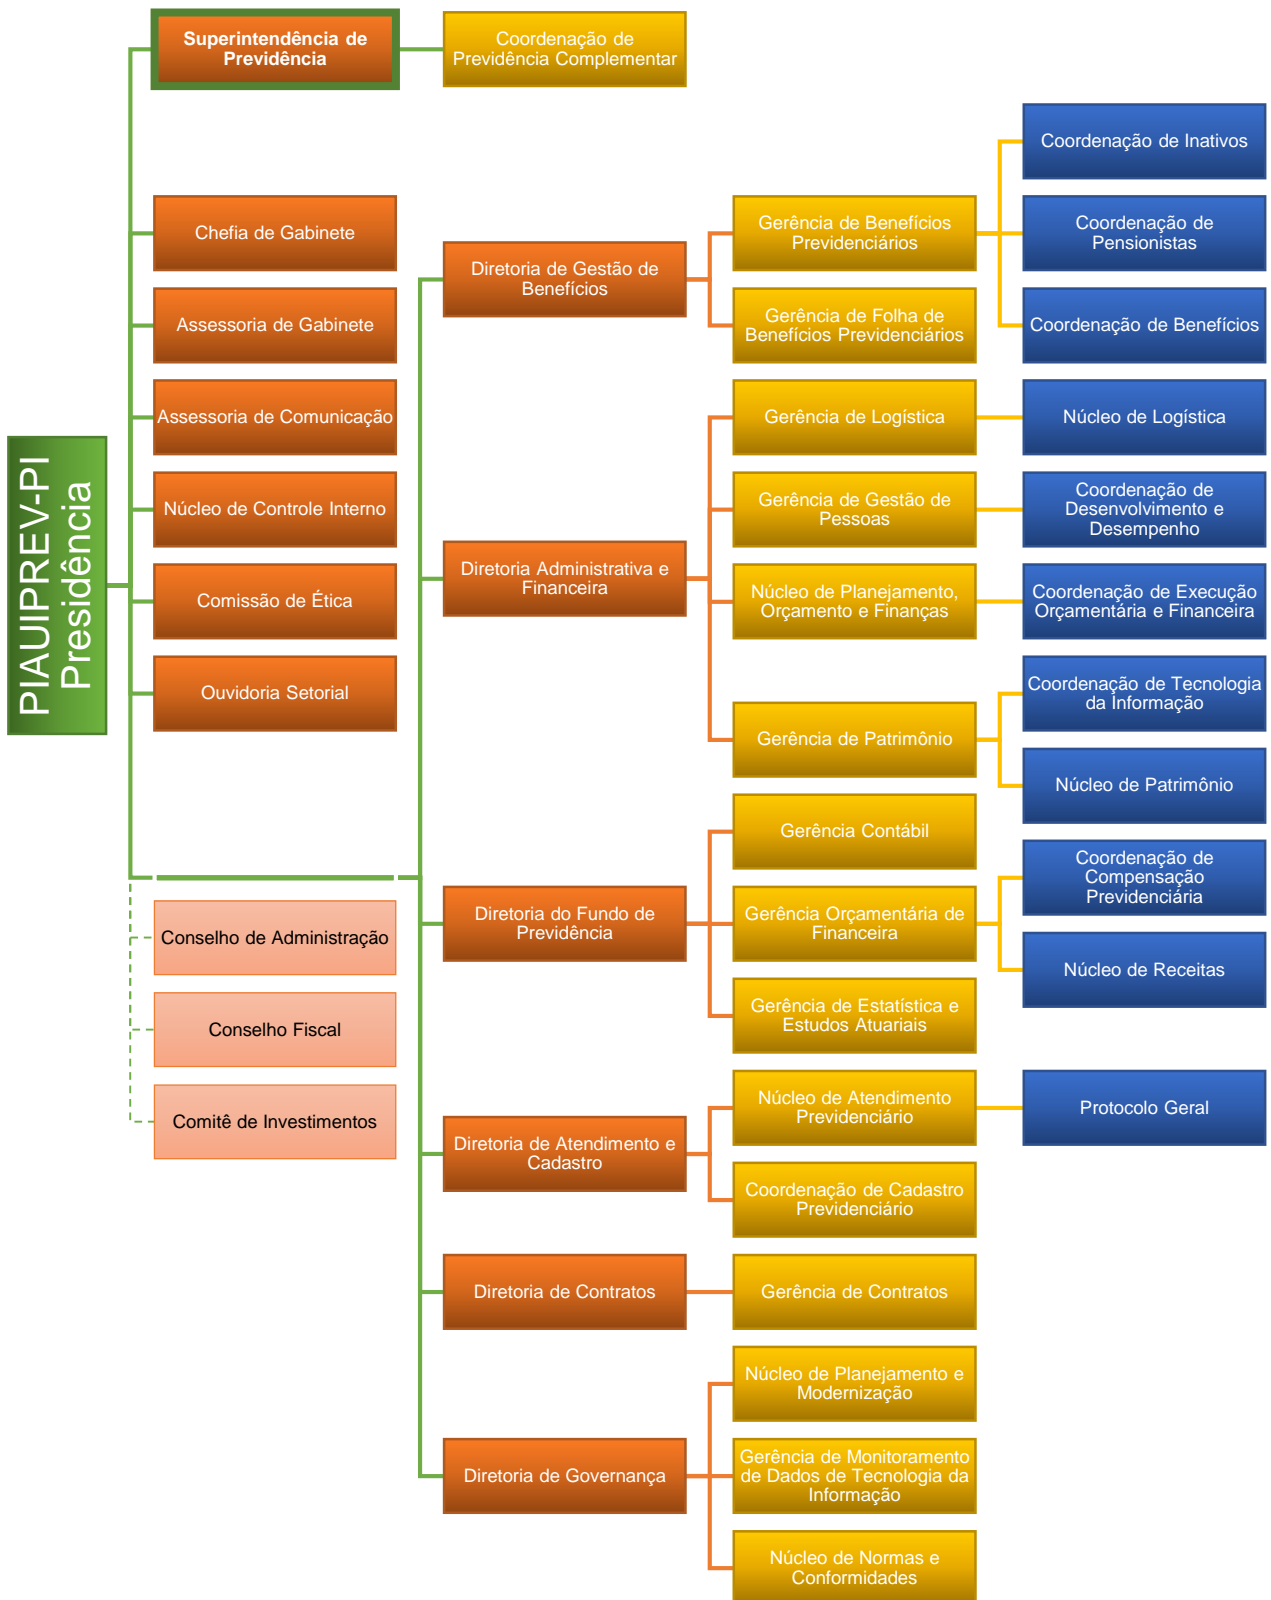 PIAUIPREV-PI
Presidência
Superintendência de
Previdência
Coordenação de
Previdência Complementar
Chefia de Gabinete
Assessoria de Gabinete
Assessoria de Comunicação
Núcleo de Controle Interno
Comissão de Ética
Ouvidoria Setorial
Conselho de Administração
Conselho Fiscal
Comitê de Investimentos
Diretoria de Gestão de
Benefícios
Gerência de Benefícios
Previdenciários
Coordenação de Inativos
Coordenação de
Pensionistas
Coordenação de Benefícios
Gerência de Folha de
Benefícios Previdenciários
Diretoria Administrativa e
Financeira
Gerência de Logística
Núcleo de Logística
Gerência de Gestão de
Pessoas
Coordenação de
Desenvolvimento e
Desempenho
Núcleo de Planejamento,
Orçamento e Finanças
Coordenação de Execução
Orçamentária e Financeira
Gerência de Patrimônio
Coordenação de Tecnologia
da Informação
Núcleo de Patrimônio
Diretoria do Fundo de
Previdência
Gerência Contábil
Gerência Orçamentária de
Financeira
Coordenação de
Compensação
Previdenciária
Núcleo de Receitas
Gerência de Estatística e
Estudos Atuariais
Diretoria de Atendimento e
Cadastro
Núcleo de Atendimento
Previdenciário
Protocolo Geral
Coordenação de Cadastro
Previdenciário
Diretoria de Contratos
Gerência de Contratos
Diretoria de Governança
Núcleo de Planejamento e
Modernização
Gerência de Monitoramento
de Dados de Tecnologia da
Informação
Núcleo de Normas e
Conformidades